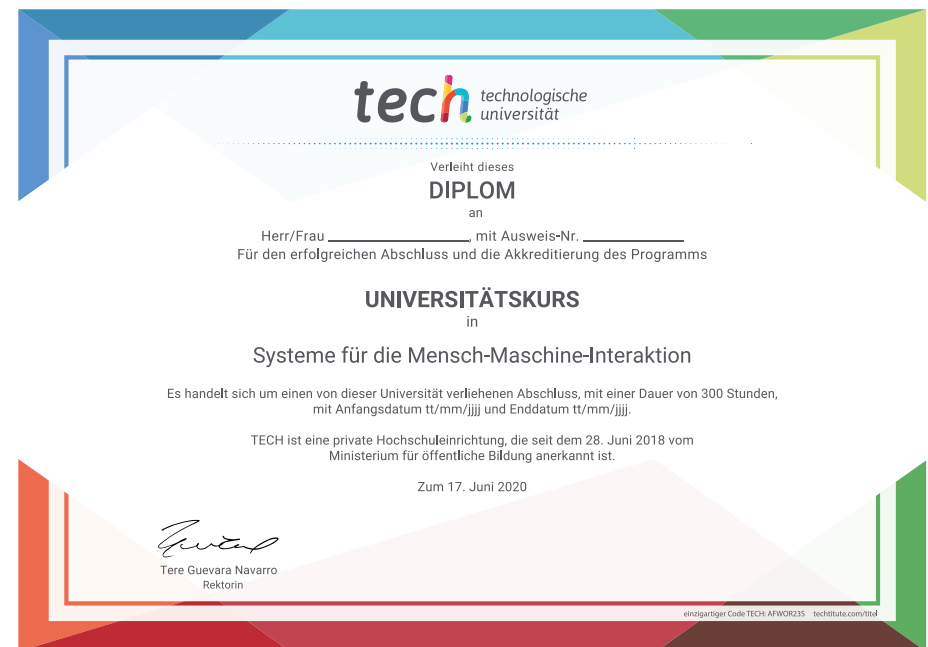 tech technologische
universität
Verleiht dieses
DIPLOM
an
Herr/Frau ____________________, mit Ausweis-Nr. ______________
Für den erfolgreichen Abschluss und die Akkreditierung des Programms
UNIVERSITÄTSKURS
in
Systeme für die Mensch-Maschine-Interaktion
Es handelt sich um einen von dieser Universität verliehenen Abschluss, mit einer Dauer von 300 Stunden,
mit Anfangsdatum tt/mm/jjjj und Enddatum tt/mm/jjjj.
TECH ist eine private Hochschuleinrichtung, die seit dem 28. Juni 2018 vom
Ministerium für öffentliche Bildung anerkannt ist.
Zum 17. Juni 2020
Tere Guevara Navarro
Rektorin
einzigartiger Code TECH: AFWOR23S techtitute.com/titel